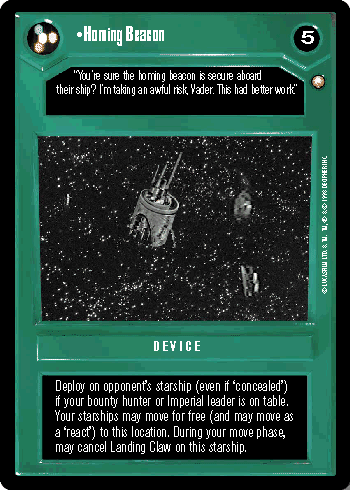 •Homing Beacon
5
"You're sure the homing beacon is secure aboard
their ship? I'm taking an awful risk, Vader. This had better work."
DEVICE
Deploy on opponent's starship (even if 'concealed')
if your bounty hunter or Imperial leader is on table.
Your starships may move for free (and may move as
a 'react') to this location. During your move phase,
may cancel Landing Claw on this starship.